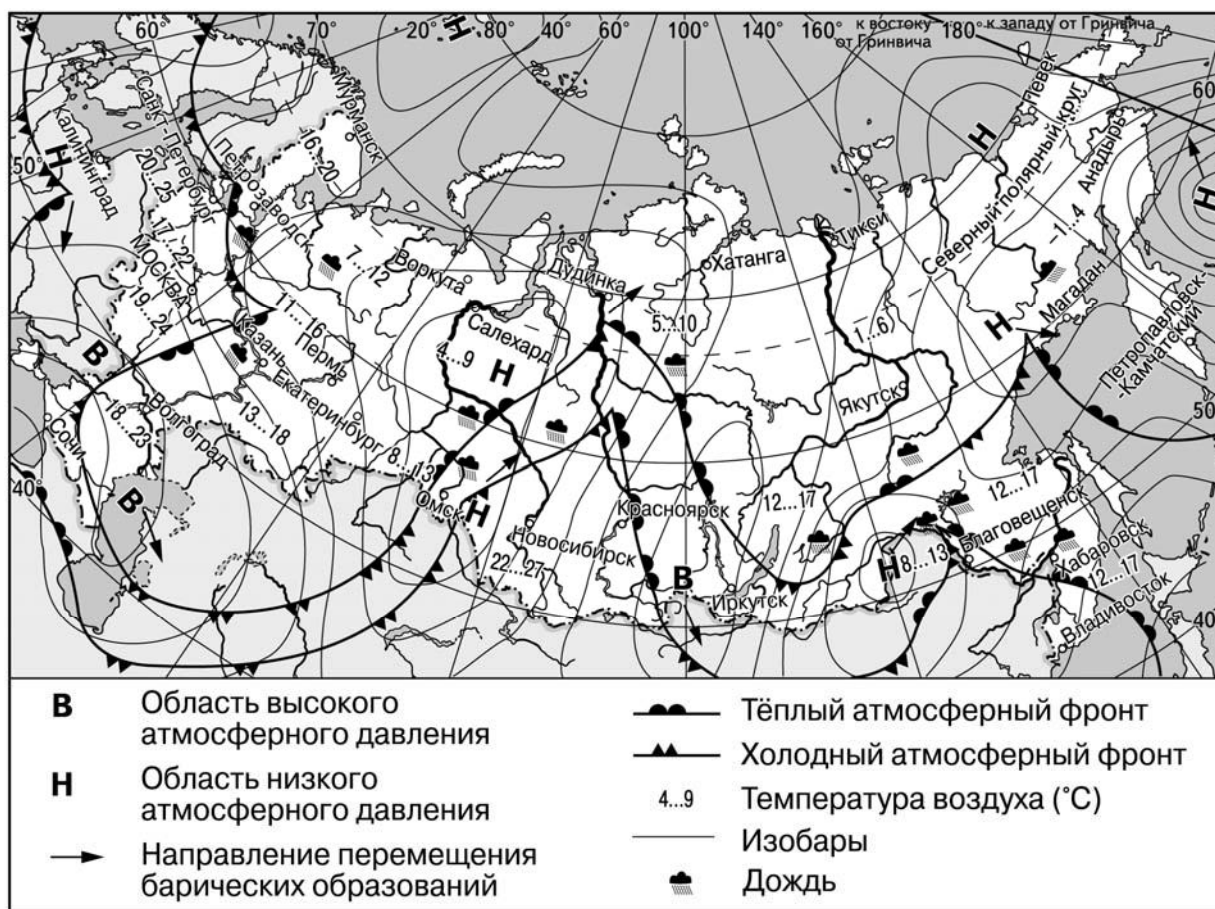 60°
70°
20°
80
40
60°
100°
140°
160°
к востоку
от Гринвича
180°
к западу от Гринвича
60°
50°
40°
50°
40°
Н
Н
Н
Н
Н
Н
Н
Н
В
В
В
Калининград
Санкт-Петербург
20...25
Петрозаводск
Мурманск
16...20
17...22
МОСКВА
19...24
7...12
Воркута
Дудинка
Хатанга
Тикси
Северный полярный круг
Певек
Анадырь
-1...4
Магадан
Петропавловск-
-Камчатский
11...16
Казань
Пермь
Салехард
4...9
5...10
1...6
Якутск
Екатеринбург
8...13
Омск
13...18
Волгоград
18...23
Сочи
Новосибирск
22...27
Красноярск
Иркутск
12...17
8...13
12...17
Благовещенск
Хабаровск
12...17
Владивосток
В Область высокого
атмосферного давления
Н Область низкого
атмосферного давления
Направление перемещения
барических образований
Тёплый атмосферный фронт
Холодный атмосферный фронт
4...9 Температура воздуха (°С)
Изобары
Дождь